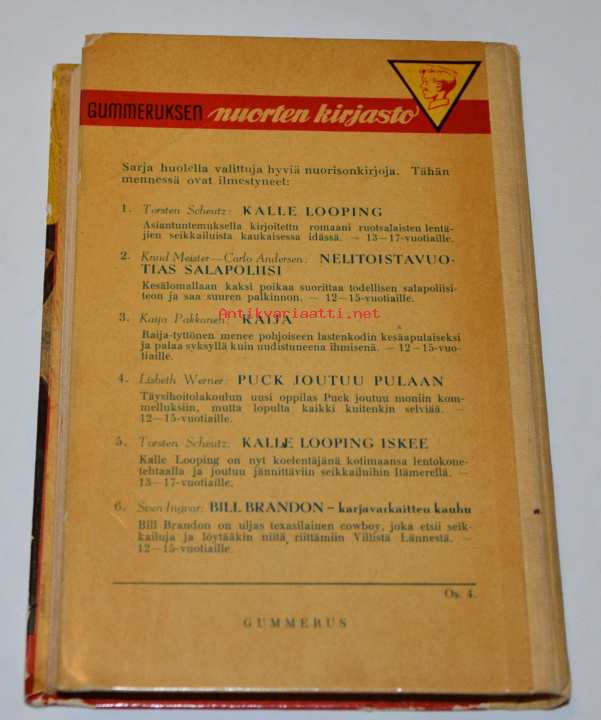 GUMMERUKSEN nuorten kirjasto
Sarja huolella valittuja hyviä nuorisonkirjoja. Tähän
mennessä ovat ilmestyneet:
1. Torsten Scheutz: KALLE LOOPING
Asiantuntemuksella kirjoitettu romaani ruotsalaisten lentä-
jien seikkailuista kaukaisessa idässä. — 13—17-vuotiaille.
2. Knud Meister—Carlo Andersen: NELITOISTAVUO-
TIAS SALAPOLIISI
Kesälomallaan kaksi poikaa suorittaa todellisen salapoliisi-
teon ja saa suuren palkinnon. — 12—15-vuotiaille.
Antikvariaatti.net
3. Kaija Pakkanen: RAIJA
Raija-tyttönen menee pohjoiseen lastenkodin kesäapulaiseksi
ja palaa syksyllä kuin uudistuneena ihmisenä. —12—15-vuo-
tiaille.
4. Lisbeth Werner: PUCK JOUTUU PULAAN
Täysihoitolakoulun uusi oppilas Puck joutuu moniin kom-
melluksiin, mutta lopulta kaikki kuitenkin selviää. —
12—15-vuotiaille.
5. Torsten Scheutz: KALLE LOOPING ISKEE
Kalle Looping on nyt koelentäjänä kotimaansa lentokone-
tehtaalla ja joutuu jännittäviin seikkailuihin Itämerellä. —
13—17-vuotiaille.
6. Sven Ingvar: BILL BRANDON – karjavarkaitten kauhu
Bill Brandon on uljas texasilainen cowboy, joka etsii seik-
kailuja ja löytääkin niitä riittämiin Villistä Lännestä. —
12—15-vuotiaille.
Os. 4.
GUMMERUS